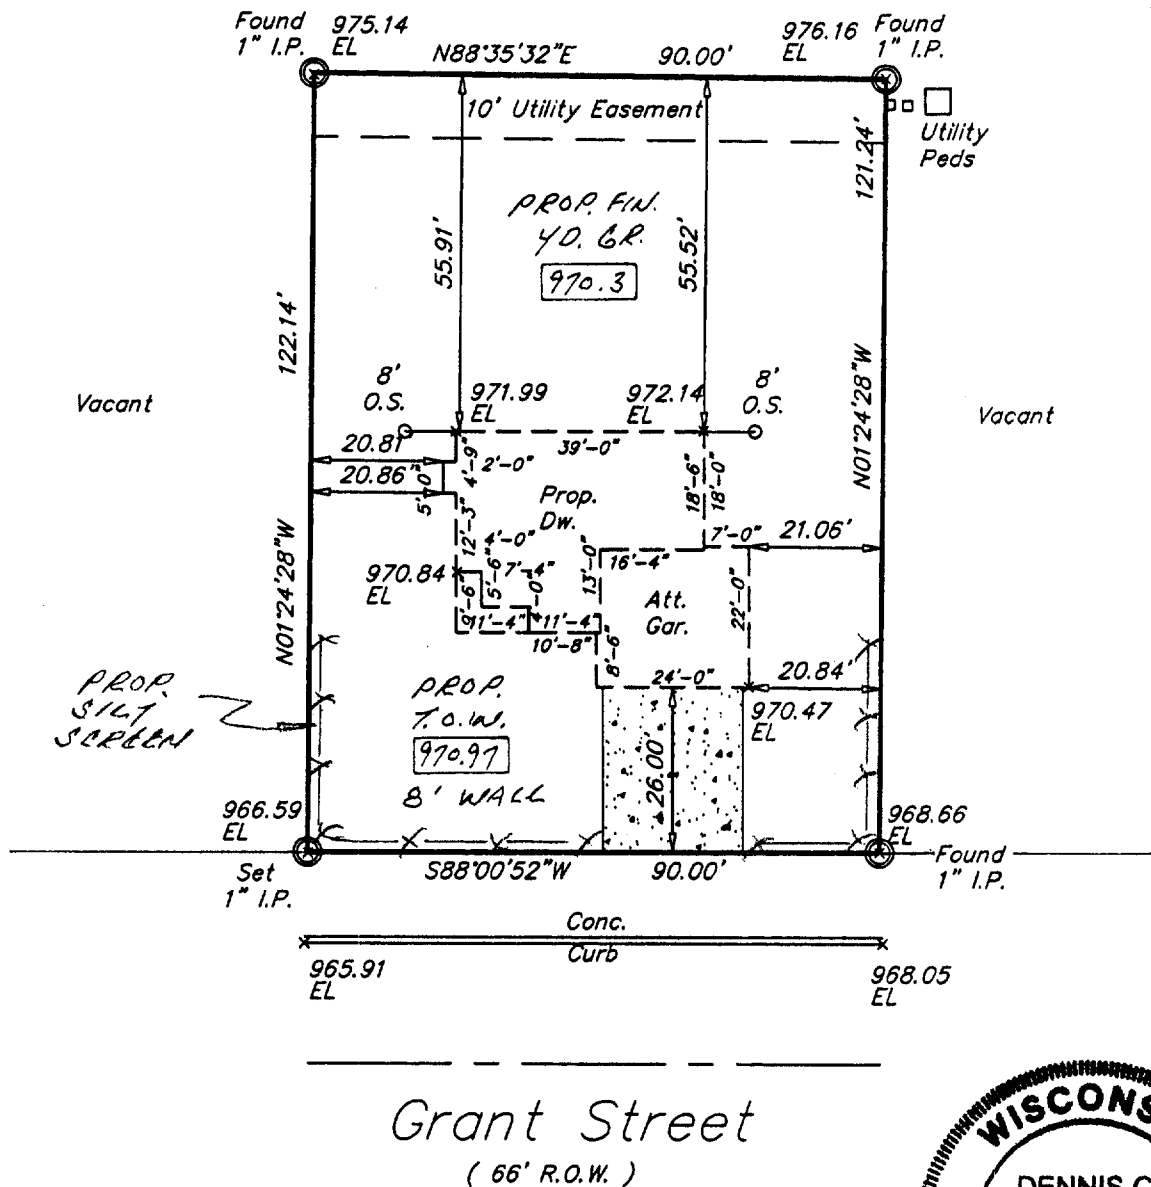 Found
1" I.P.
975.14
EL
N88°35'32"E
90.00'
976.16
EL
Found
1" I.P.
10' Utility Easement
Utility
Peds
121.24'
PROP. FIN.
YD. GR.
970.3
55.91'
55.52'
122.14'
N01°24'28"W
Vacant
Vacant
8'
O.S.
971.99
EL
972.14
EL
8'
O.S.
39'-0"
20.81'
20.86'
5'-0"
4'-9"
2'-0"
12'-3"
Prop.
Dw.
18'-6"
18'-0"
7'-0"
21.06'
4'-0"
5'-6"
7'-4"
4'-0"
13'-0"
16'-4"
970.84
EL
9'-6"
11'-4"
11'-4"
10'-8"
8'-6"
Att.
Gar.
22'-0"
24'-0"
20.84'
970.47
EL
N01°24'28"W
PROP.
SILT
SCREEN
PROP.
T.O.W.
970.97
8' WALL
26.00'
966.59
EL
968.66
EL
Set
1" I.P.
S88°00'52"W
90.00'
Found
1" I.P.
Conc.
Curb
965.91
EL
968.05
EL
Grant Street
( 66' R.O.W. )
WISCONS
DENNIS C